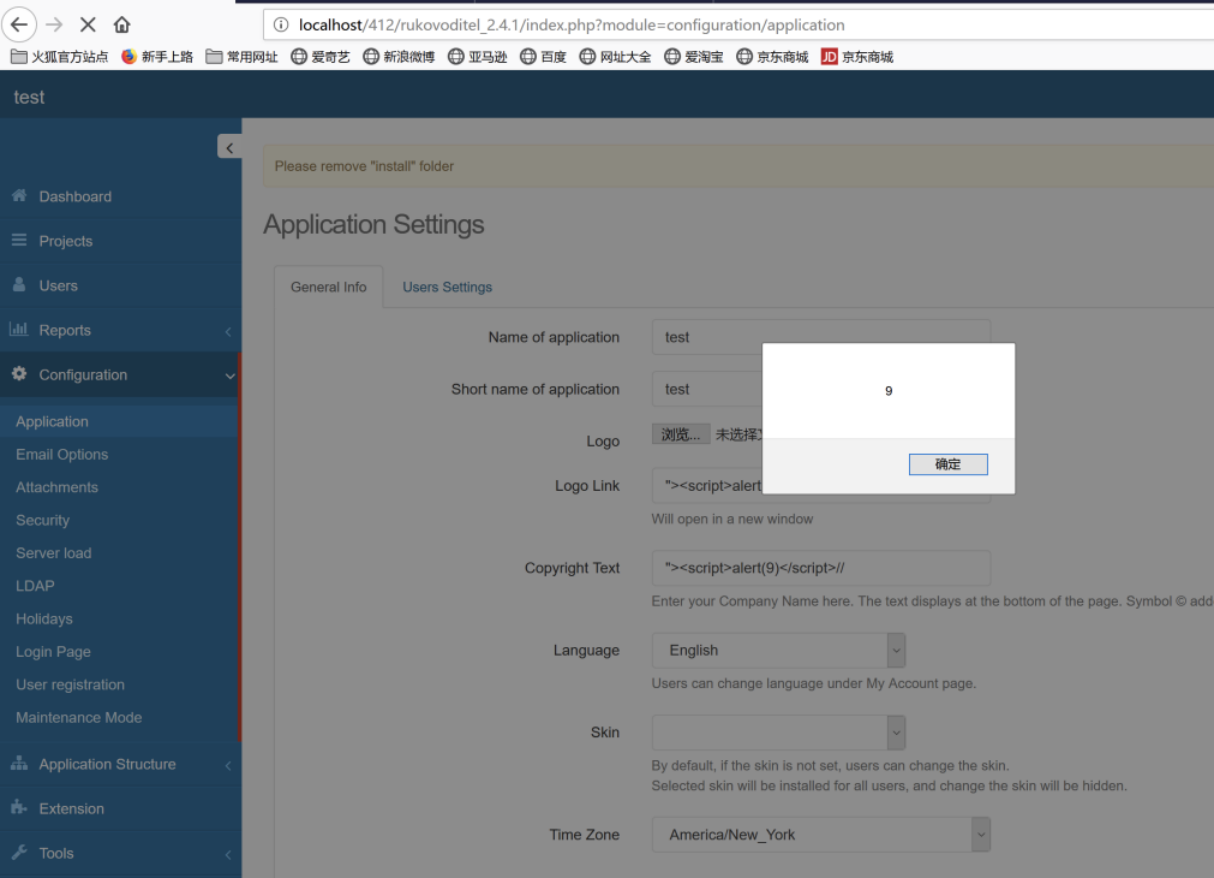 localhost/412/rukovoditel_2.4.1/index.php?module=configuration/application
火狐官方站点 新手上路 常用网址 爱奇艺 新浪微博 亚马逊 百度 网址大全 爱淘宝 京东商城 JD 京东商城
test
Please remove "install" folder
Dashboard
Projects
Users
Reports
Configuration
Application
Email Options
Attachments
Security
Server load
LDAP
Holidays
Login Page
User registration
Maintenance Mode
Application Structure
Extension
Tools
Application Settings
General Info Users Settings
Name of application test
Short name of application test
Logo 浏览... 未选择
Logo Link "><script>alert
Will open in a new window
Copyright Text "><script>alert(9)</script>//
Enter your Company Name here. The text displays at the bottom of the page. Symbol © add
Language English
Users can change language under My Account page.
Skin
By default, if the skin is not set, users can change the skin.
Selected skin will be installed for all users, and change the skin will be hidden.
Time Zone America/New_York
9
确定